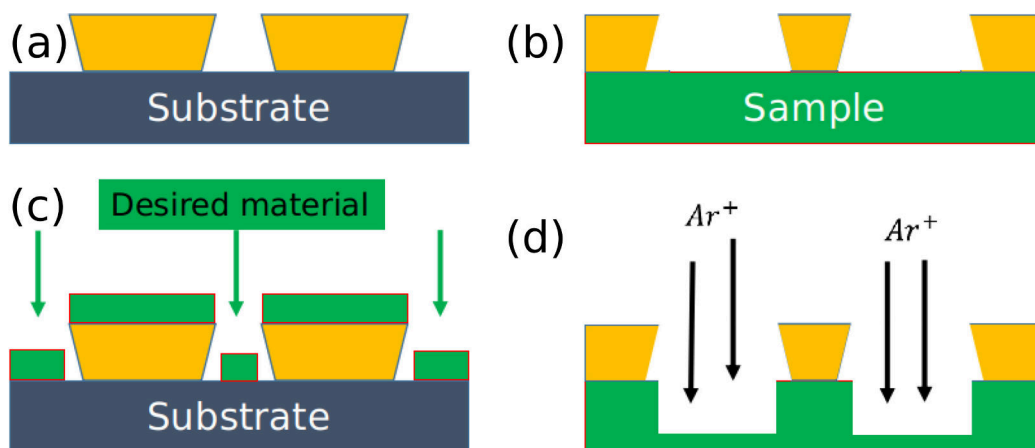 (a)
Substrate
(b)
Sample
(c)
Desired material
Substrate
(d)
Ar⁺
Ar⁺